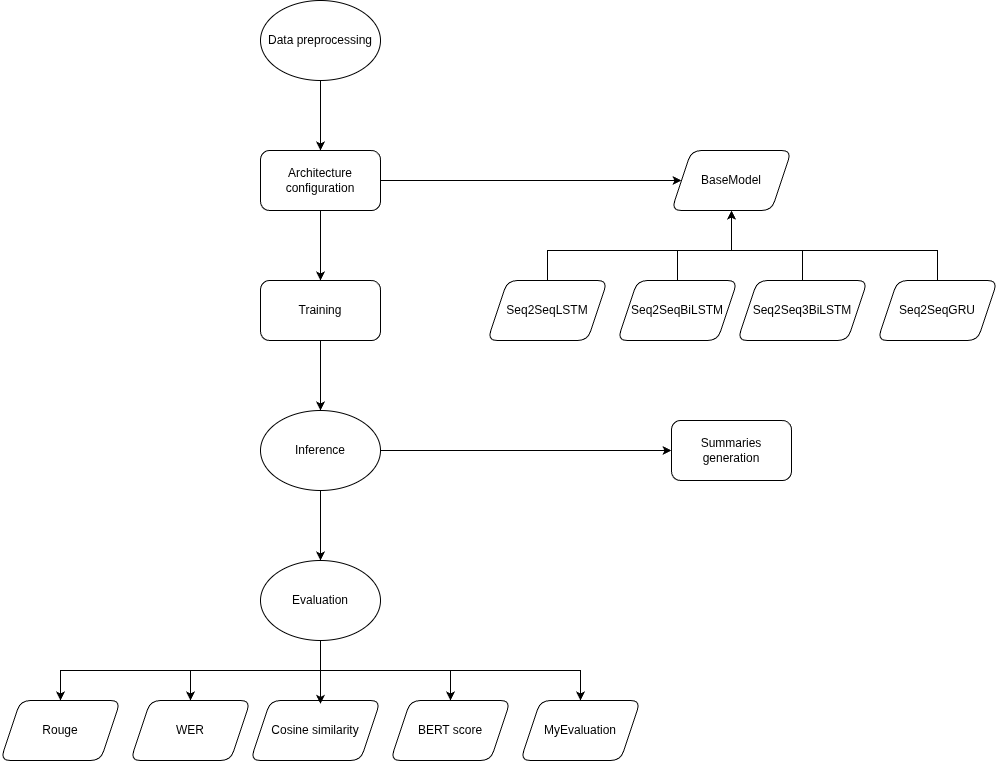 Data preprocessing
Architecture
configuration
BaseModel
Training
Seq2SeqLSTM
Seq2SeqBiLSTM
Seq2Seq3BiLSTM
Seq2SeqGRU
Inference
Summaries
generation
Evaluation
Rouge
WER
Cosine similarity
BERT score
MyEvaluation